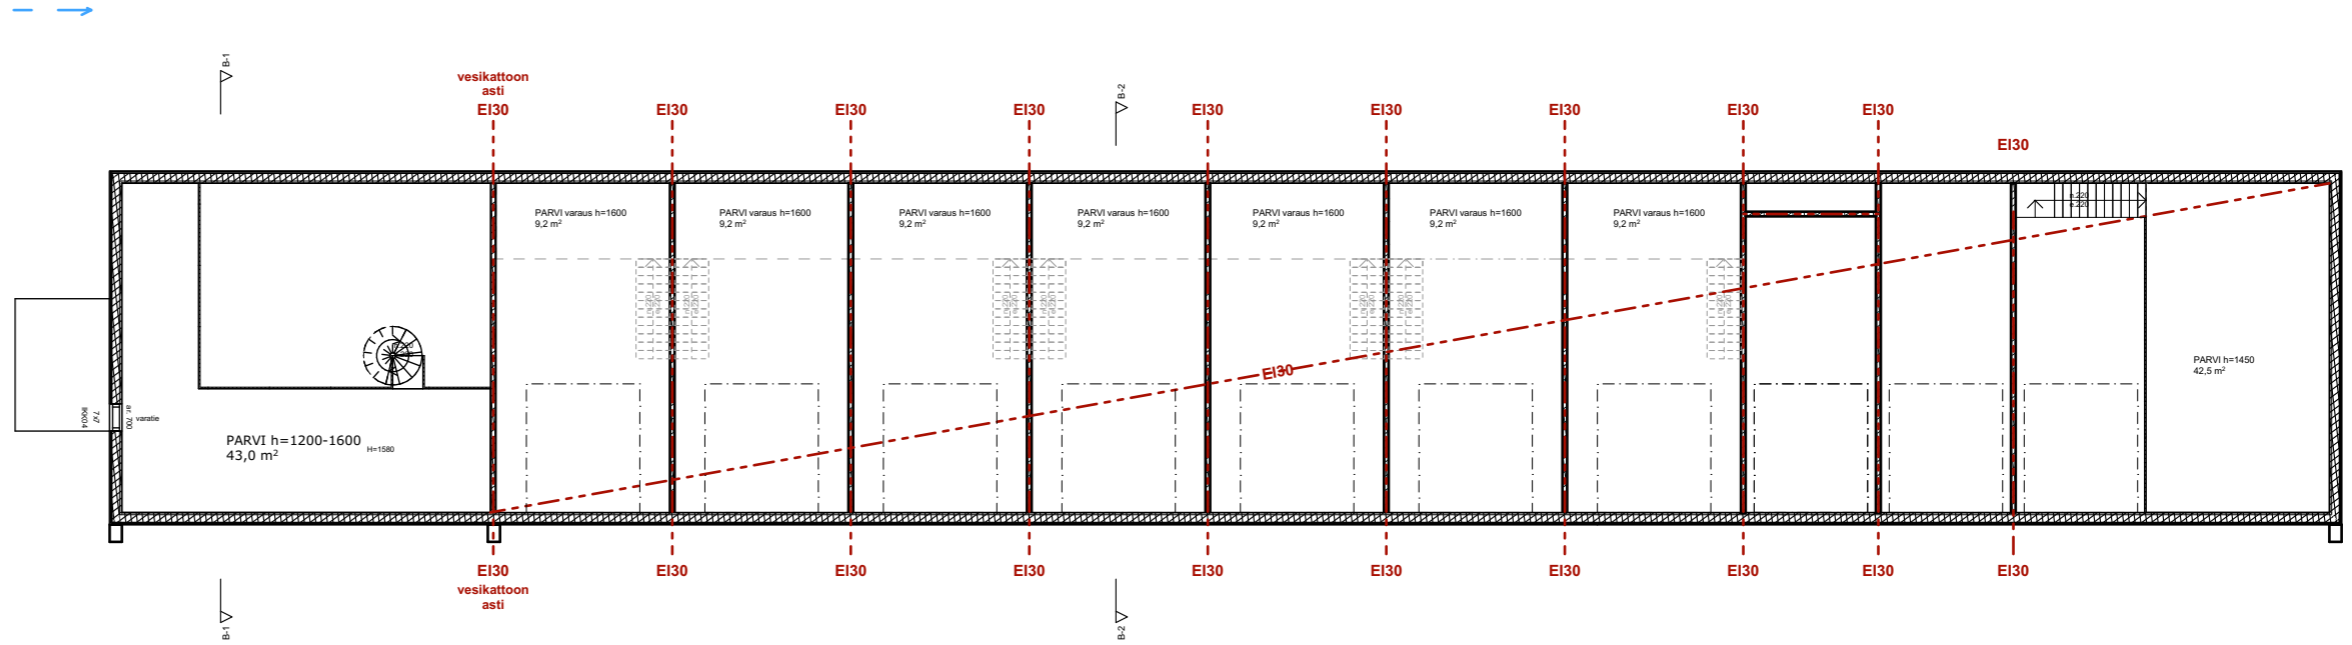 B-1
vesikattoon
asti
EI30
EI30
EI30
EI30
B-2
EI30
EI30
EI30
EI30
EI30
EI30
PARVI varaus h=1600
9,2 m²
PARVI varaus h=1600
9,2 m²
PARVI varaus h=1600
9,2 m²
PARVI varaus h=1600
9,2 m²
PARVI varaus h=1600
9,2 m²
PARVI varaus h=1600
9,2 m²
PARVI varaus h=1600
9,2 m²
EI30
PARVI h=1450
42,5 m²
varatie
ak. 700
7 x7
PARVI h=1200-1600
43,0 m²
H=1580
EI30
EI30
EI30
EI30
EI30
EI30
EI30
EI30
EI30
EI30
vesikattoon
asti
B-1
B-2